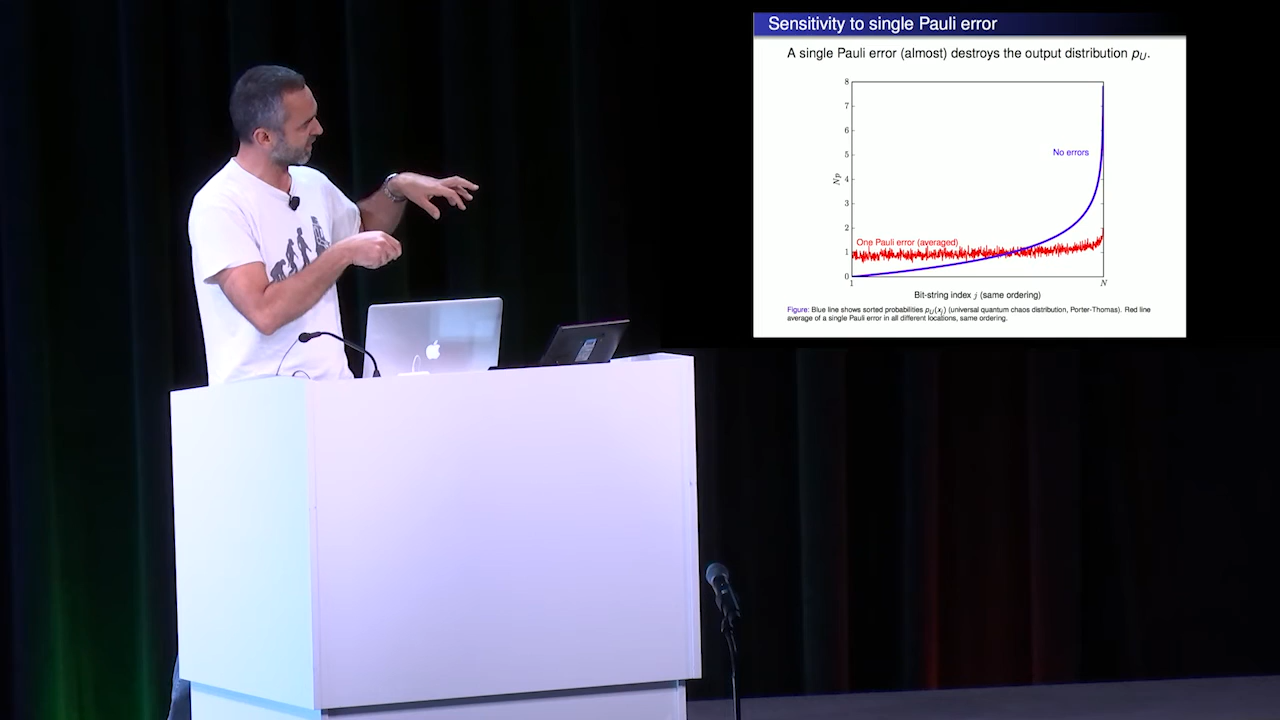 Sensitivity to single Pauli error
A single Pauli error (almost) destroys the output distribution pU.
8
7
6
5
4
3
2
1
0
Np
No errors
One Pauli error (averaged)
1
N
Bit-string index j (same ordering)
Figure: Blue line shows sorted probabilities pU(xj) (universal quantum chaos distribution, Porter-Thomas). Red line
average of a single Pauli error in all different locations, same ordering.